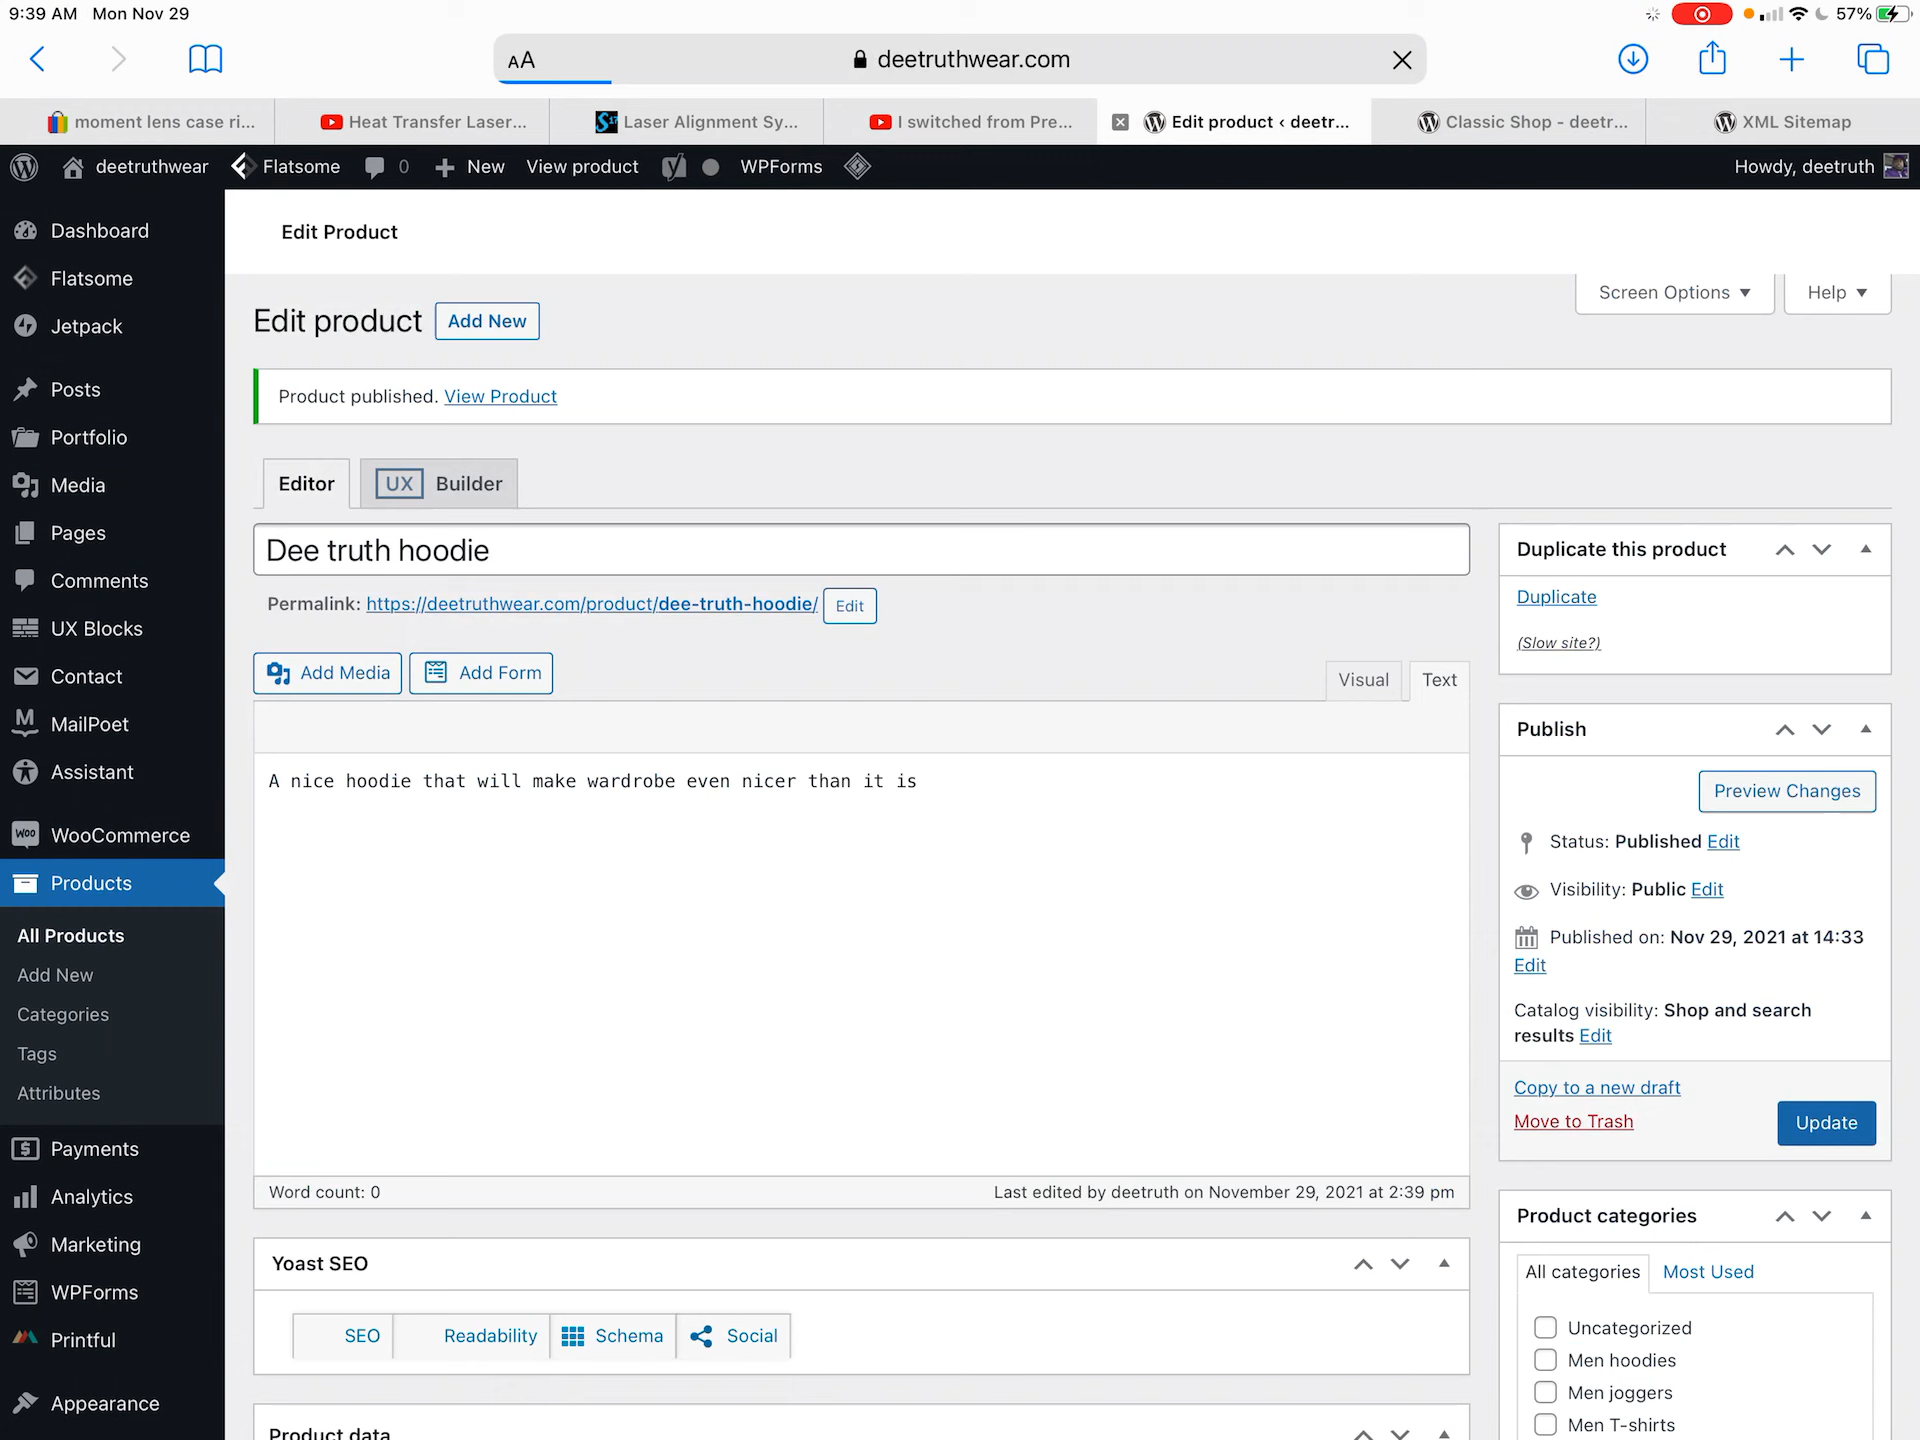 9:39 AM Mon Nov 29
57%
AA deetruthwear.com
moment lens case ri...
Heat Transfer Laser...
Laser Alignment Sy...
I switched from Pre...
Edit product ‹ deetr...
Classic Shop - deetr...
XML Sitemap
deetruthwear Flatsome 0 New View product WPForms Howdy, deetruth
Dashboard
Flatsome
Jetpack
Posts
Portfolio
Media
Pages
Comments
UX Blocks
Contact
MailPoet
Assistant
WooCommerce
Products
All Products
Add New
Categories
Tags
Attributes
Payments
Analytics
Marketing
WPForms
Printful
Appearance
Edit Product
Screen Options
Help
Edit product Add New
Product published. View Product
Editor UX Builder
Dee truth hoodie
Permalink: https://deetruthwear.com/product/dee-truth-hoodie/ Edit
Add Media Add Form
Visual Text
A nice hoodie that will make wardrobe even nicer than it is
Word count: 0
Last edited by deetruth on November 29, 2021 at 2:39 pm
Yoast SEO
SEO Readability Schema Social
Product data
Duplicate this product
Duplicate
(Slow site?)
Publish
Preview Changes
Status: Published Edit
Visibility: Public Edit
Published on: Nov 29, 2021 at 14:33
Edit
Catalog visibility: Shop and search
results Edit
Copy to a new draft
Move to Trash
Update
Product categories
All categories Most Used
Uncategorized
Men hoodies
Men joggers
Men T-shirts